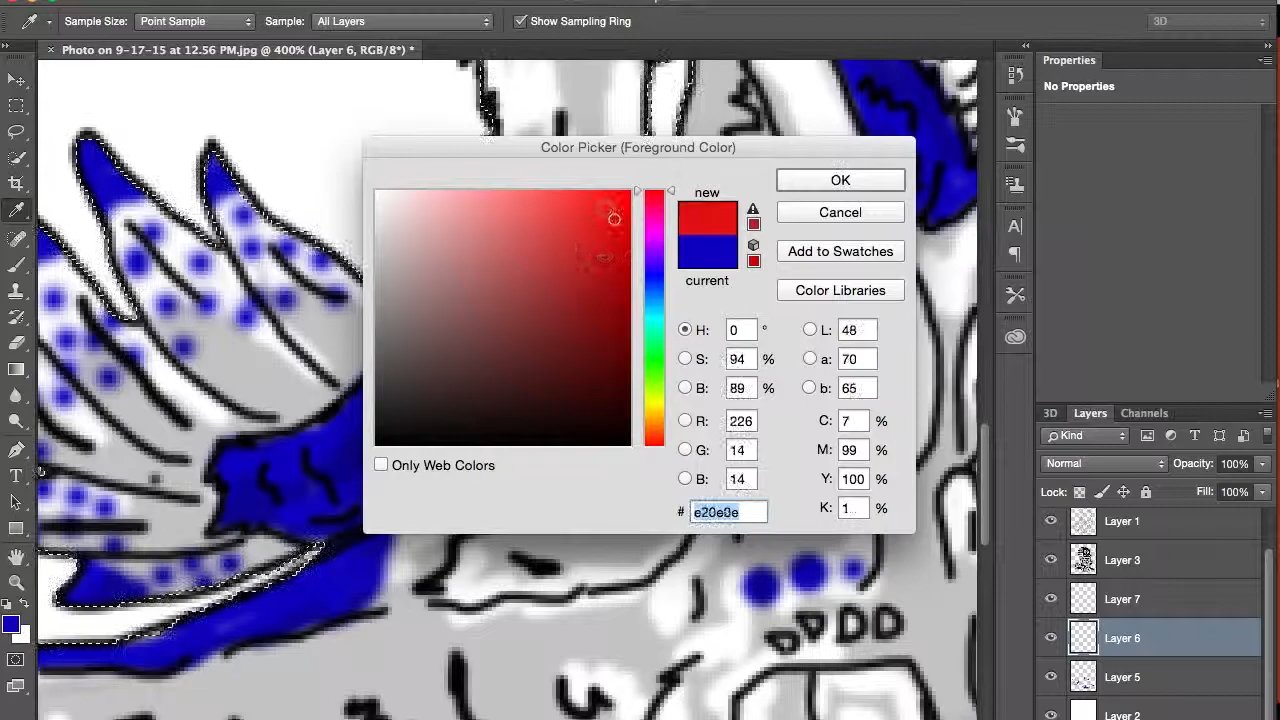 Sample Size: Point Sample Sample: All Layers Show Sampling Ring 3D
Photo on 9-17-15 at 12.56 PM.jpg @ 400% (Layer 6, RGB/8*) *
Properties
No Properties
Color Picker (Foreground Color)
new
current
OK
Cancel
Add to Swatches
Color Libraries
H: 0 ° L: 48
S: 94 % a: 70
B: 89 % b: 65
R: 226 C: 7 %
G: 14 M: 99 %
B: 14 Y: 100 %
# e20e0e K: 1 %
Only Web Colors
3D Layers Channels
Kind
Normal Opacity: 100%
Lock: Fill: 100%
Layer 1
Layer 3
Layer 7
Layer 6
Layer 5
Layer 2